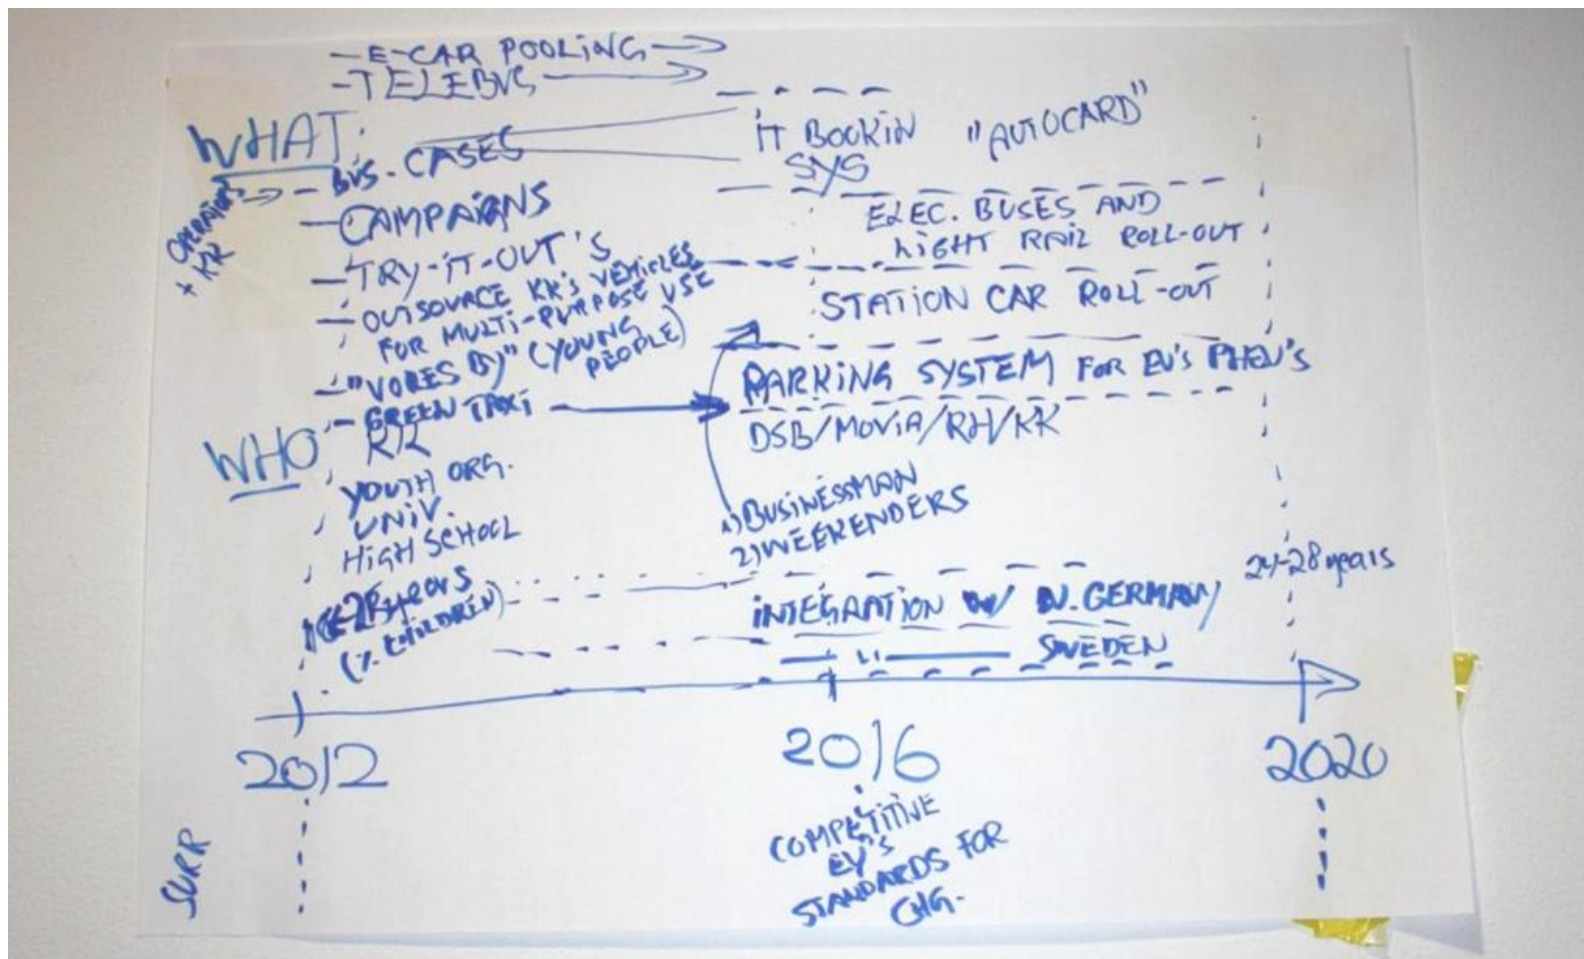 - E-CAR POOLING
- TELEBUS
WHAT
- BUS. CASES
OPERATORS
+ KK
- CAMPAIGNS
- TRY-IT-OUT'S
- OUTSOURCE KK'S VEHICLES
FOR MULTI-PURPOSE USE
- "VORES BY" (YOUNG
PEOPLE)
- GREEN TAXI
WHO
YOUTH ORG.
UNIV.
HIGH SCHOOL
years
(% CHILDREN)
IT BOOKIN "AUTOCARD"
SYS
ELEC. BUSES AND
LIGHT RAIL ROLL-OUT
STATION CAR ROLL-OUT
PARKING SYSTEM FOR EV'S PHEV'S
DSB/MOVIA/RH/KK
1) BUSINESSMAN
2) WEEKENDERS
24-28 years
INTEGRATION W/ N. GERMANY
— " — SWEDEN
2012
2016
2020
SURR
COMPETITIVE
EV'S
STANDARDS FOR
CHG.